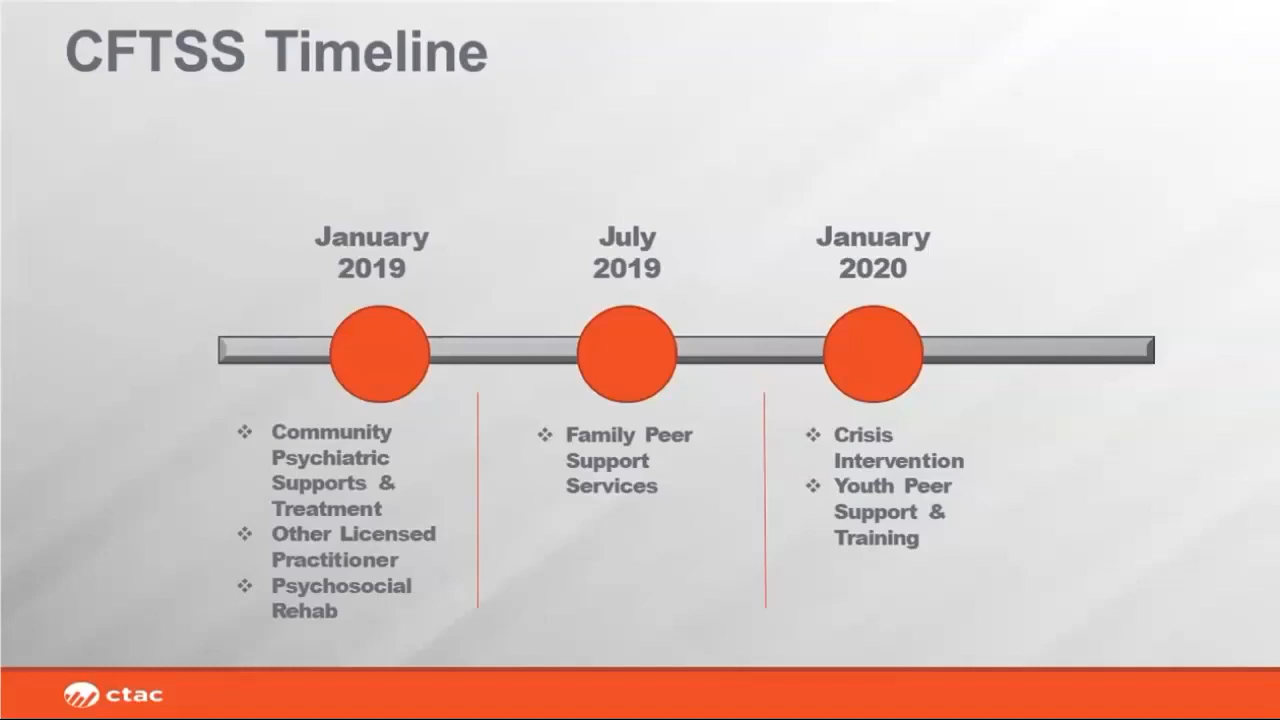 CFTSS Timeline
January
2019
July
2019
January
2020
Community
Psychiatric
Supports &
Treatment
Other Licensed
Practitioner
Psychosocial
Rehab
Family Peer
Support
Services
Crisis
Intervention
Youth Peer
Support &
Training
ctac